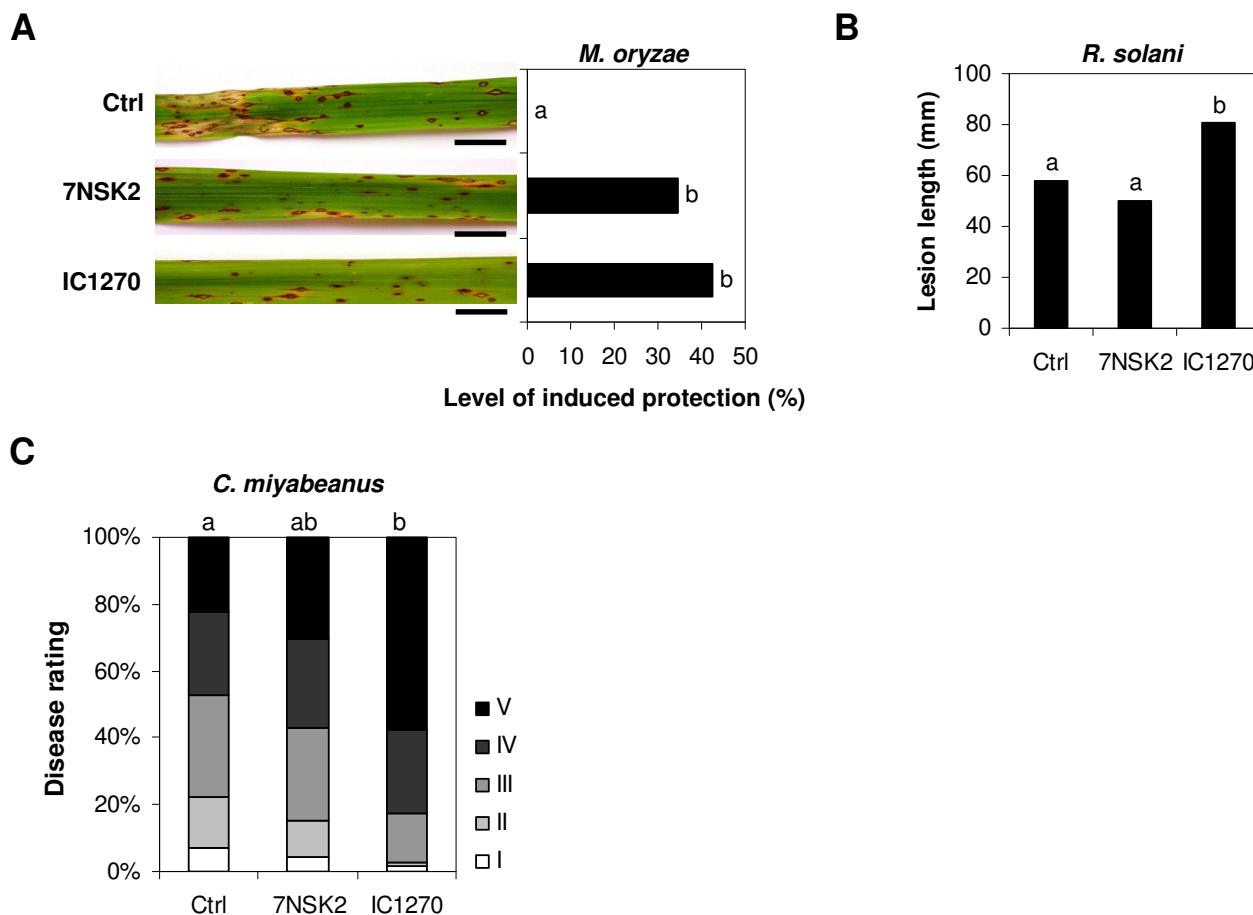 A
M. oryzae
Ctrl
a
7NSK2
b
IC1270
b
0 10 20 30 40 50
Level of induced protection (%)
B
R. solani
Lesion length (mm)
100
80
60
40
20
0
a
a
b
Ctrl 7NSK2 IC1270
C
C. miyabeanus
a ab b
Disease rating
100%
80%
60%
40%
20%
0%
Ctrl 7NSK2 IC1270
V
IV
III
II
I